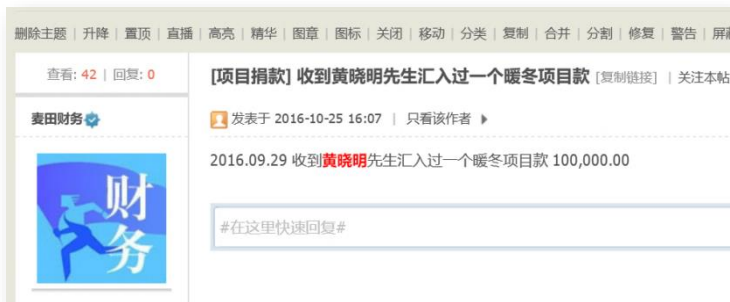 删除主题 | 升降 | 置顶 | 直播 | 高亮 | 精华 | 图章 | 图标 | 关闭 | 移动 | 分类 | 复制 | 合并 | 分割 | 修复 | 警告 | 屏蔽
查看: 42 | 回复: 0
[项目捐款] 收到黄晓明先生汇入过一个暖冬项目款 [复制链接] | 关注本帖
麦田财务
发表于 2016-10-25 16:07 | 只看该作者
2016.09.29 收到黄晓明先生汇入过一个暖冬项目款 100,000.00
财务
#在这里快速回复#